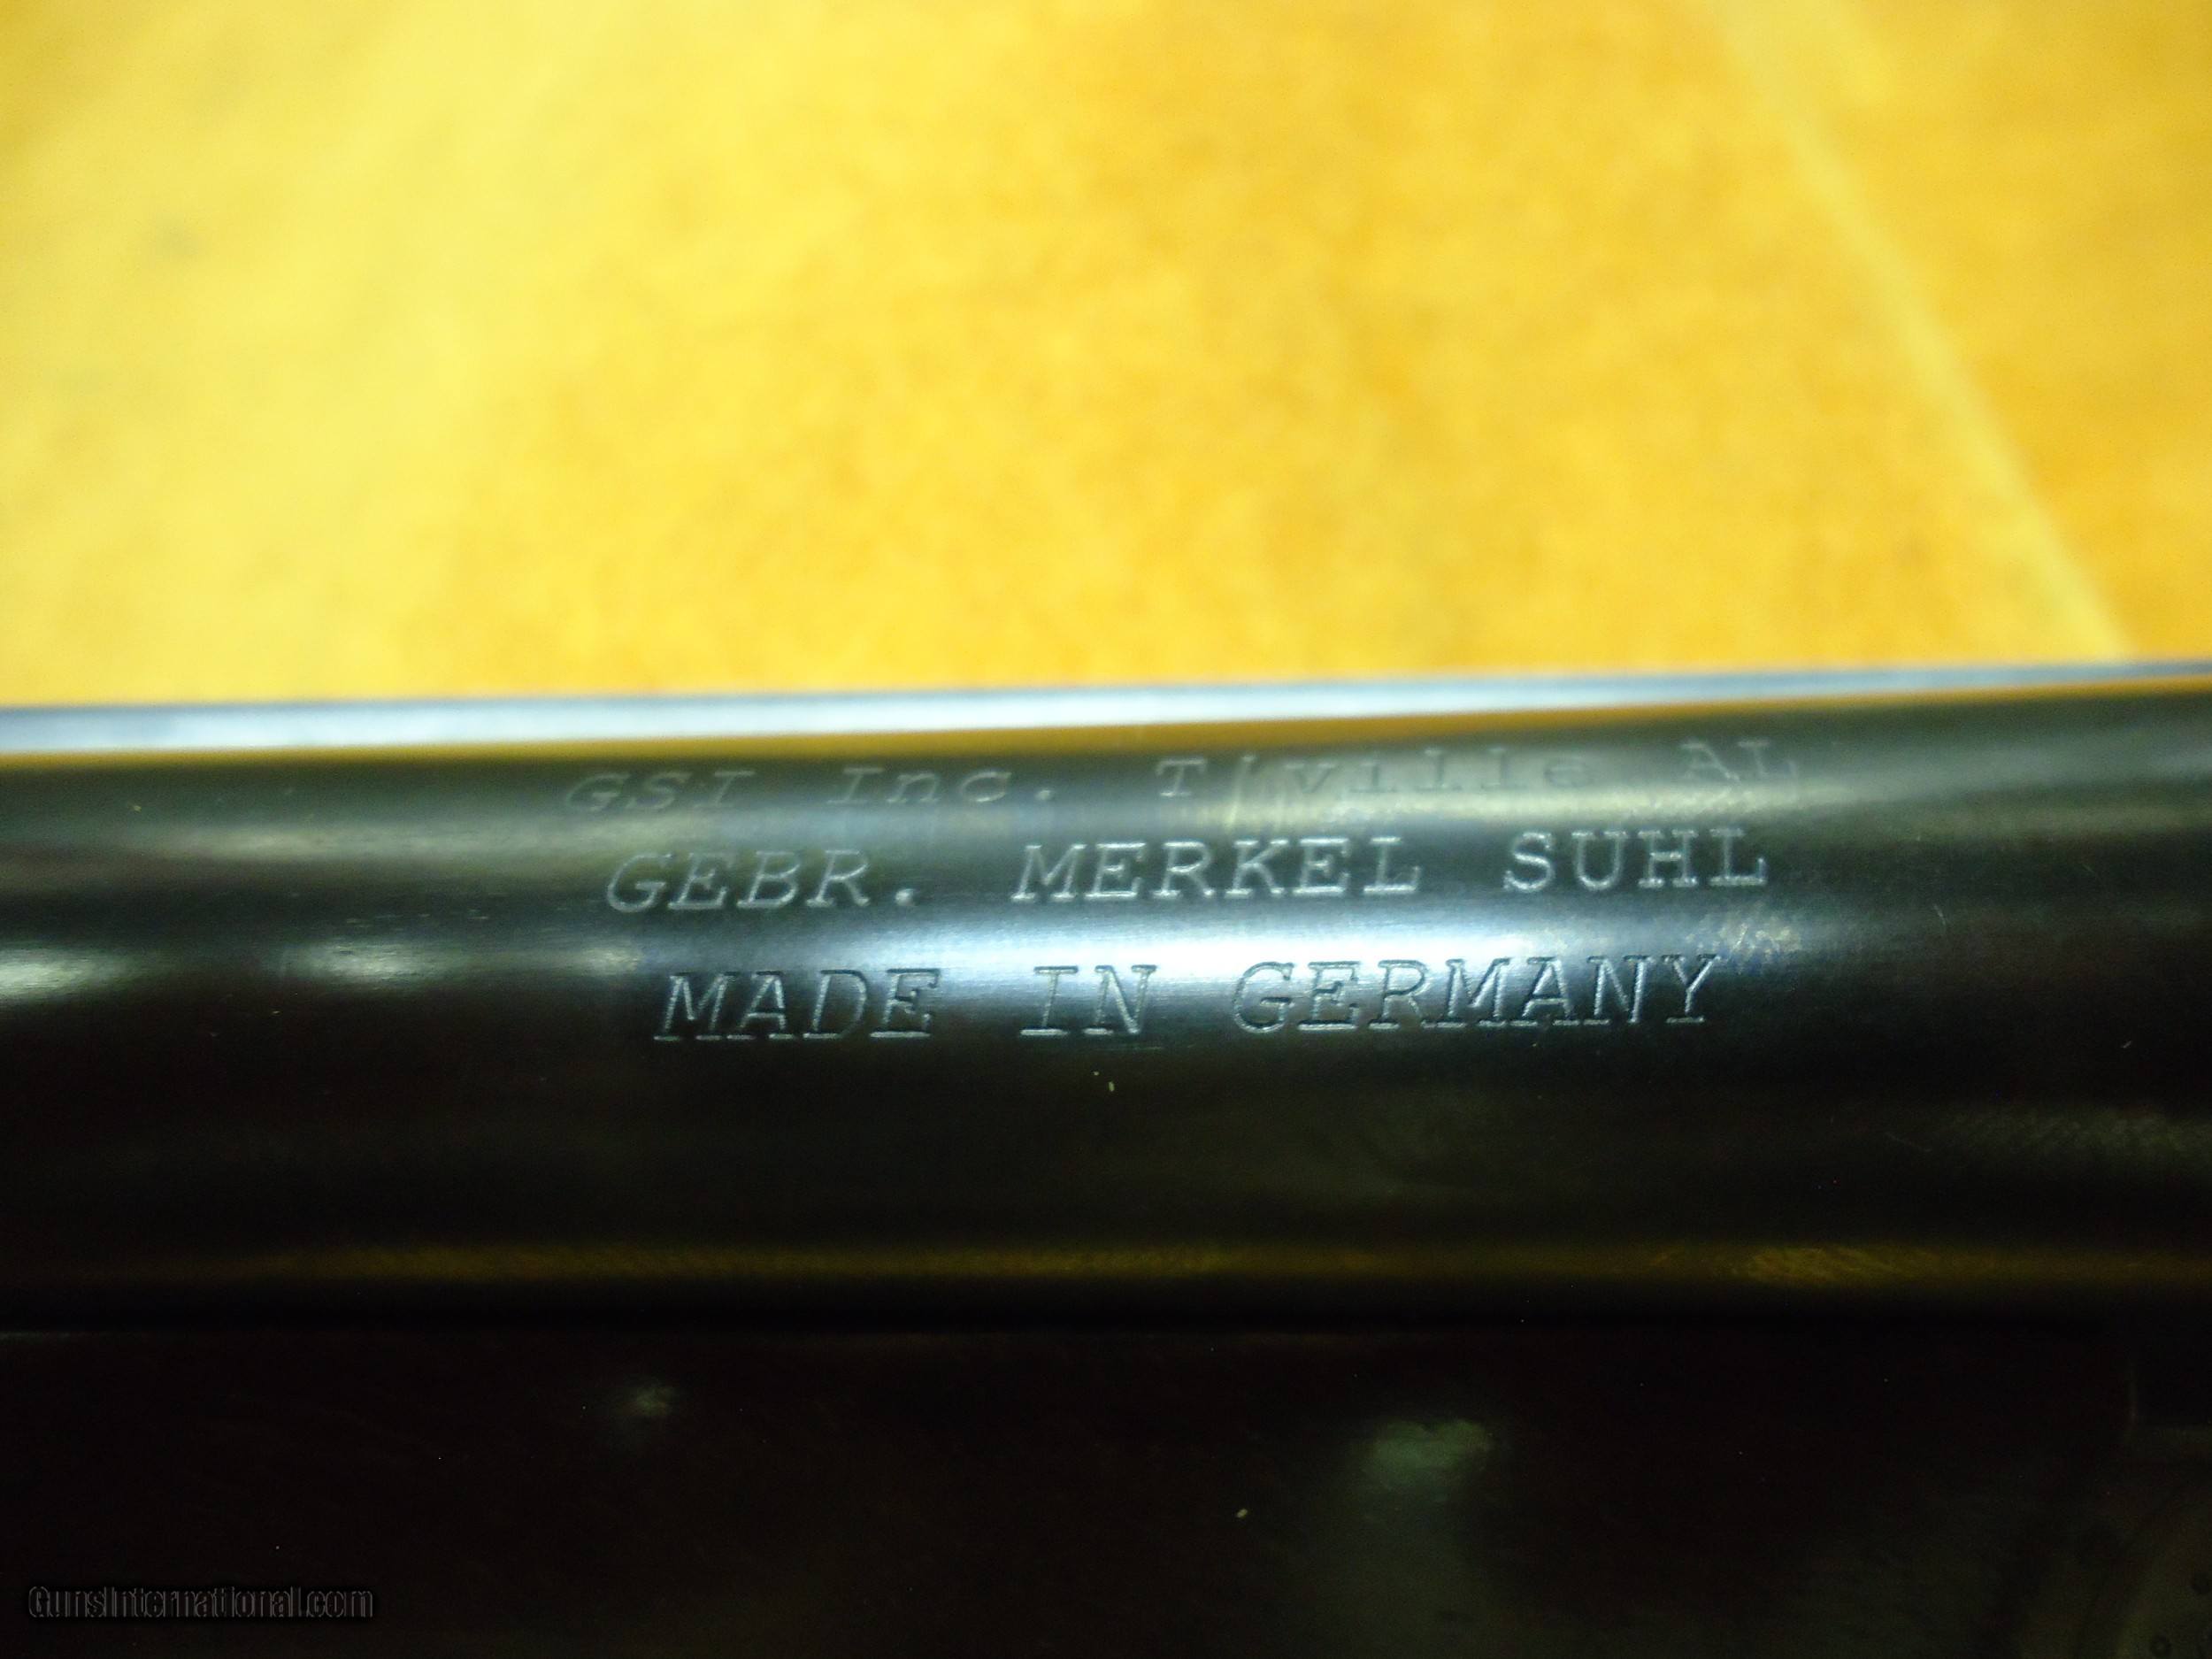 GSI Inc. T/ville AL
GEBR. MERKEL SUHL
MADE IN GERMANY
GunsInternational.com